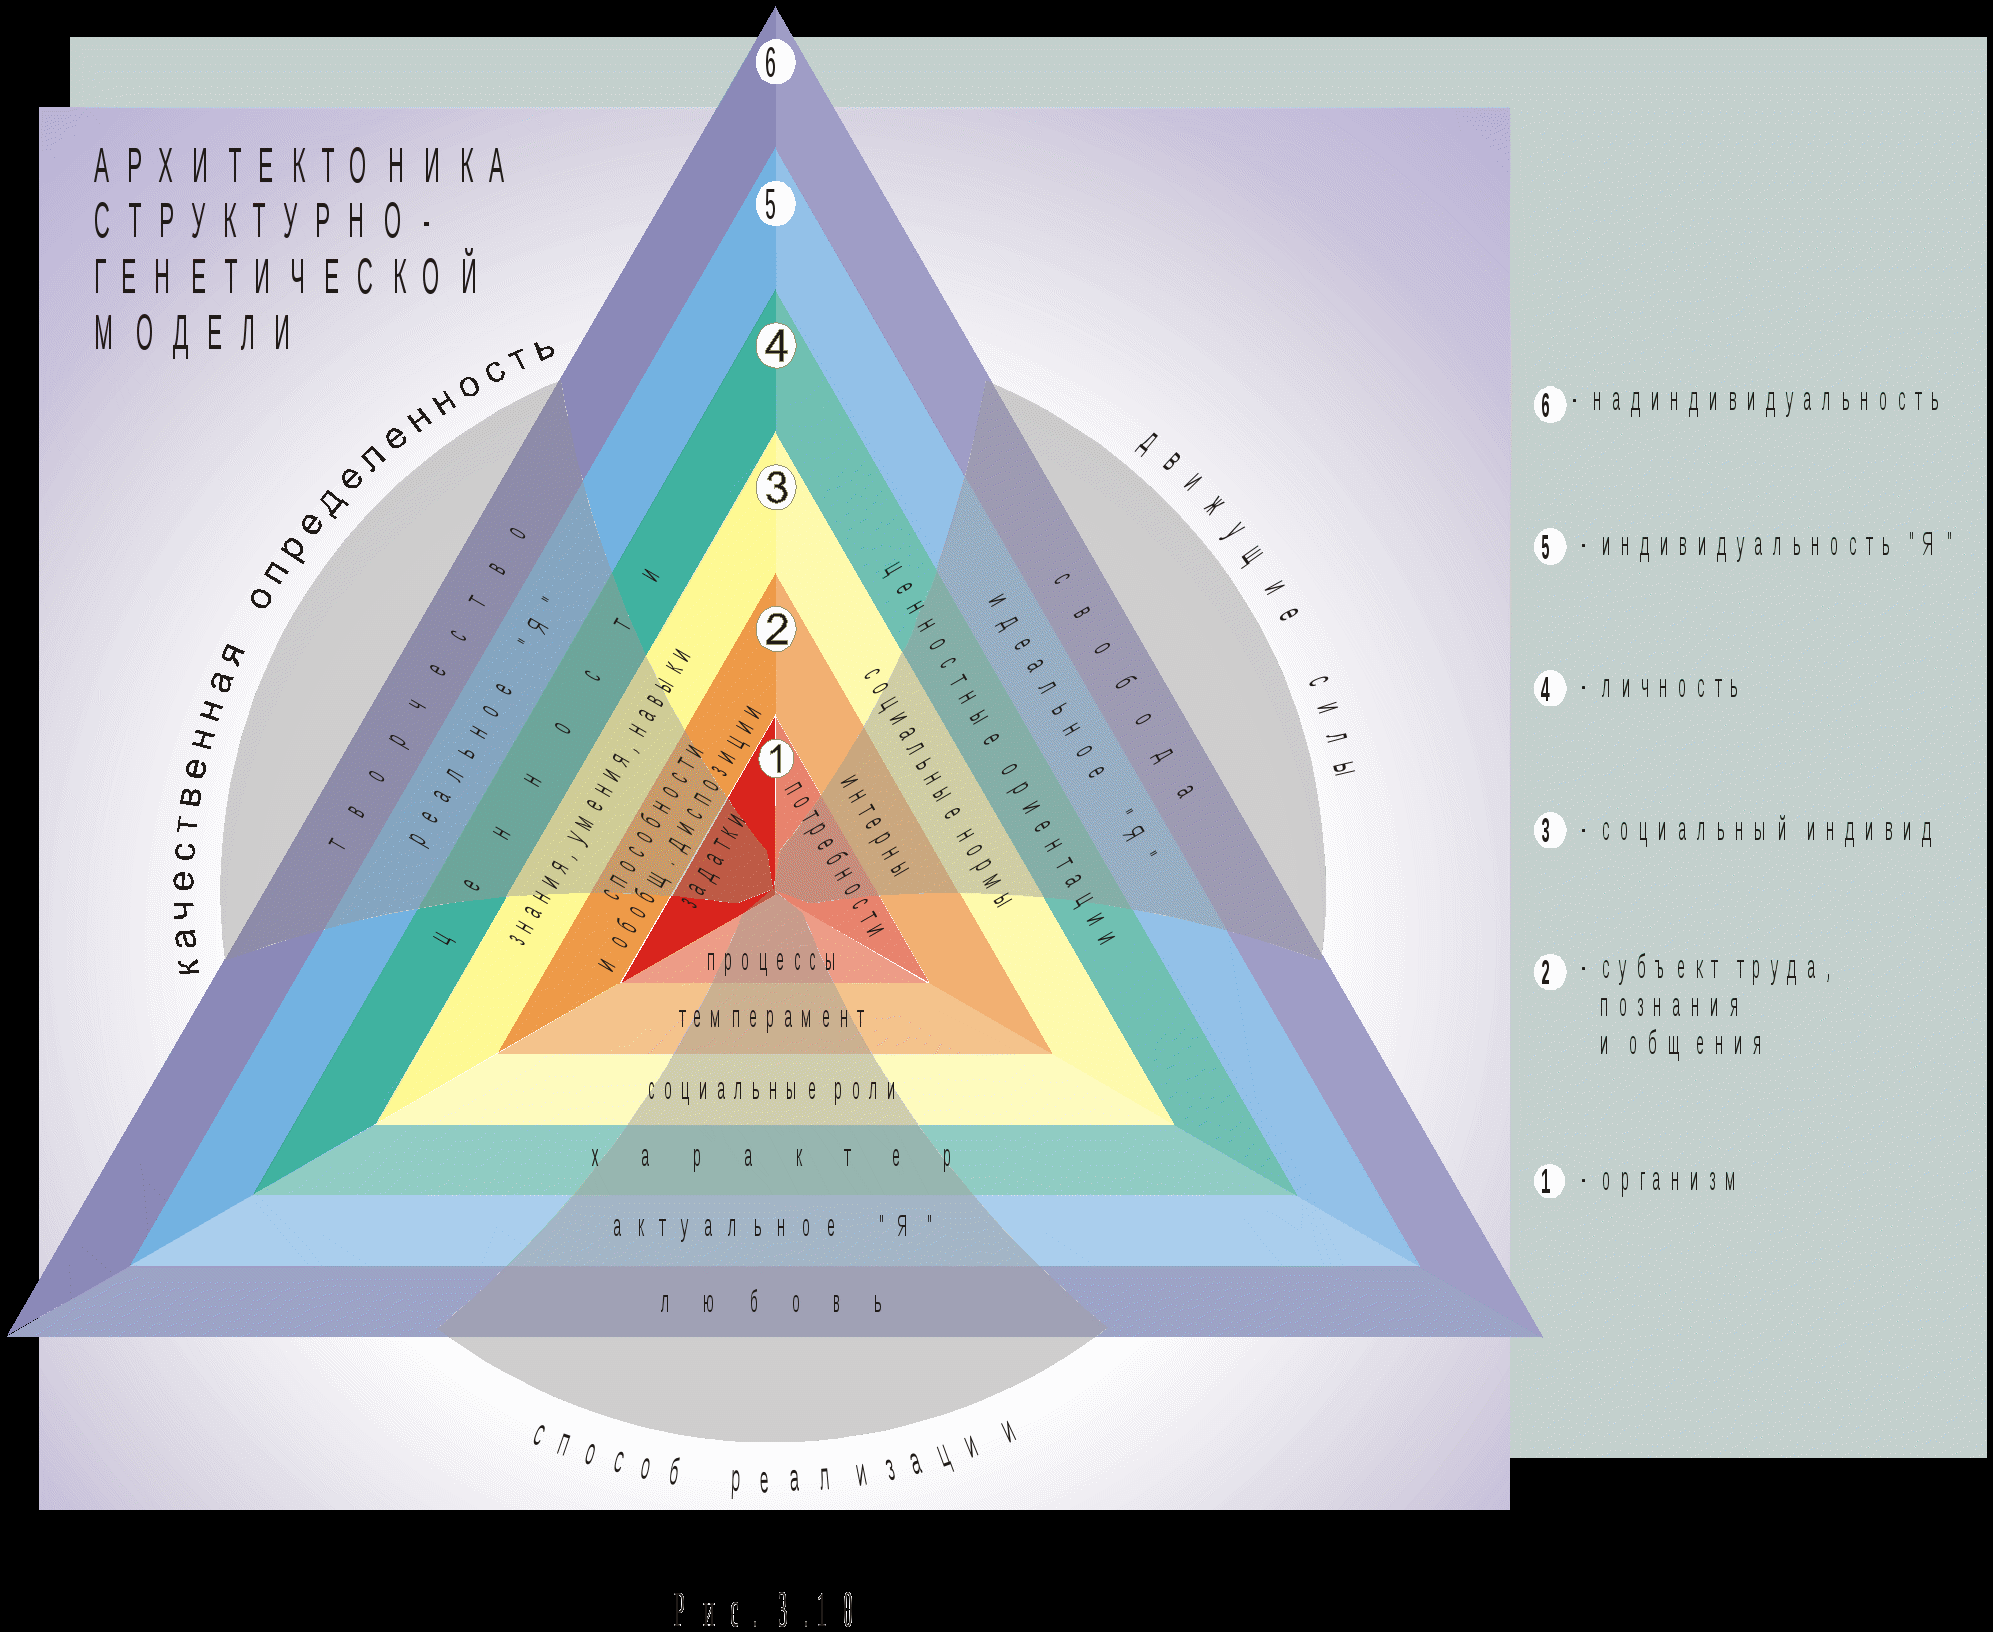 АРХИТЕКТОНИКА
СТРУКТУРНО-
ГЕНЕТИЧЕСКОЙ
МОДЕЛИ
качественная определенность
движущие силы
способ реализации
6
5
4
3
2
1
творчество
реальное "Я"
ценности
знания, умения, навыки
способности
и обобщ. диспозиции
задатки
свобода
идеальное "Я"
ценностные ориентации
социальные нормы
интерны
потребности
процессы
темперамент
социальные роли
характер
актуальное "Я"
любовь
6 - надиндивидуальность
5 - индивидуальность "Я"
4 - личность
3 - социальный индивид
2 - субъект труда,
познания
и общения
1 - организм
Рис. 3.18